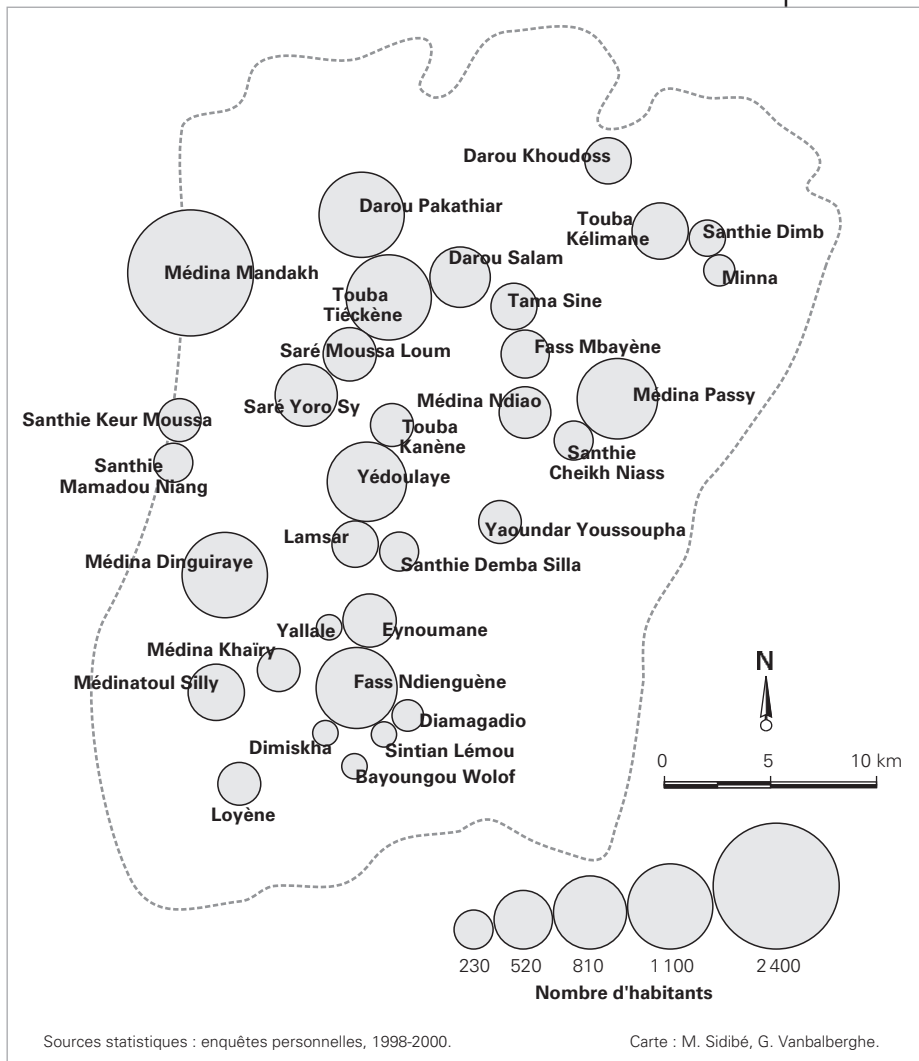 Darou Khoudoss
Darou Pakathiar
Touba
Kélimane
Santhie Dimb
Médina Mandakh
Darou Salam
Minna
Touba
Tiéckène
Tama Sine
Saré Moussa Loum
Fass Mbayène
Saré Yoro Sy
Médina Ndiao
Médina Passy
Santhie Keur Moussa
Touba
Kanène
Santhie
Mamadou Niang
Santhie
Cheikh Niass
Yédoulaye
Lamsar
Yaoundar Youssoupha
Médina Dinguiraye
Santhie Demba Silla
Yallale
Eynoumane
Médina Khaïry
Médinatoul Silly
Fass Ndienguène
Diamagadio
Dimiskha
Sintian Lémou
Bayoungou Wolof
Loyène
N
0 5 10 km
230 520 810 1 100 2 400
Nombre d'habitants
Sources statistiques : enquêtes personnelles, 1998-2000.
Carte : M. Sidibé, G. Vanbalberghe.